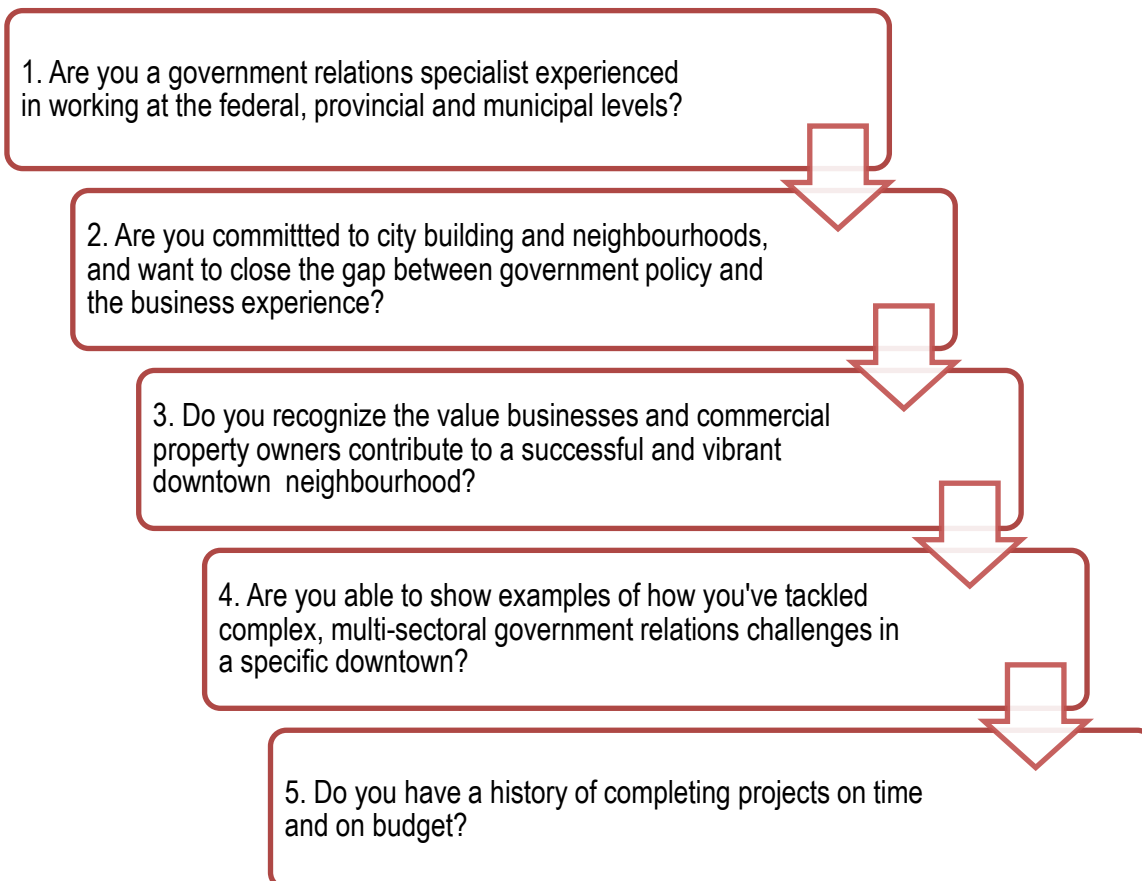 1. Are you a government relations specialist experienced
in working at the federal, provincial and municipal levels?
2. Are you committted to city building and neighbourhoods,
and want to close the gap between government policy and
the business experience?
3. Do you recognize the value businesses and commercial
property owners contribute to a successful and vibrant
downtown  neighbourhood?
4. Are you able to show examples of how you've tackled
complex, multi-sectoral government relations challenges in
a specific downtown?
5. Do you have a history of completing projects on time
and on budget?